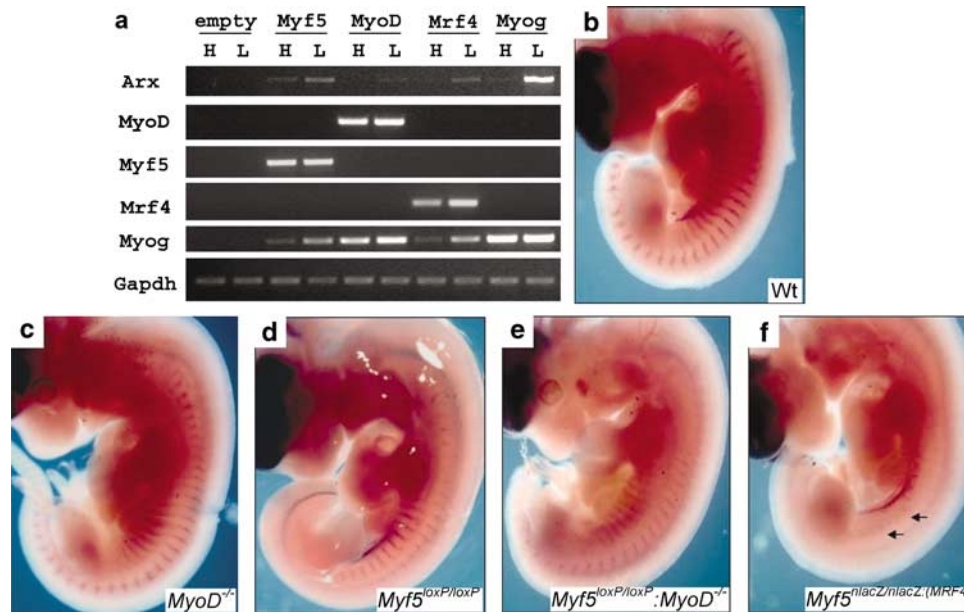 a
empty Myf5 MyoD Mrf4 Myog
H L H L H L H L H L
Arx
MyoD
Myf5
Mrf4
Myog
Gapdh
b
Wt
c
MyoD-/-
d
Myf5loxP/loxP
e
Myf5loxP/loxP:MyoD-/-
f
Myf5nlacZ/nlacZ:(MRF4